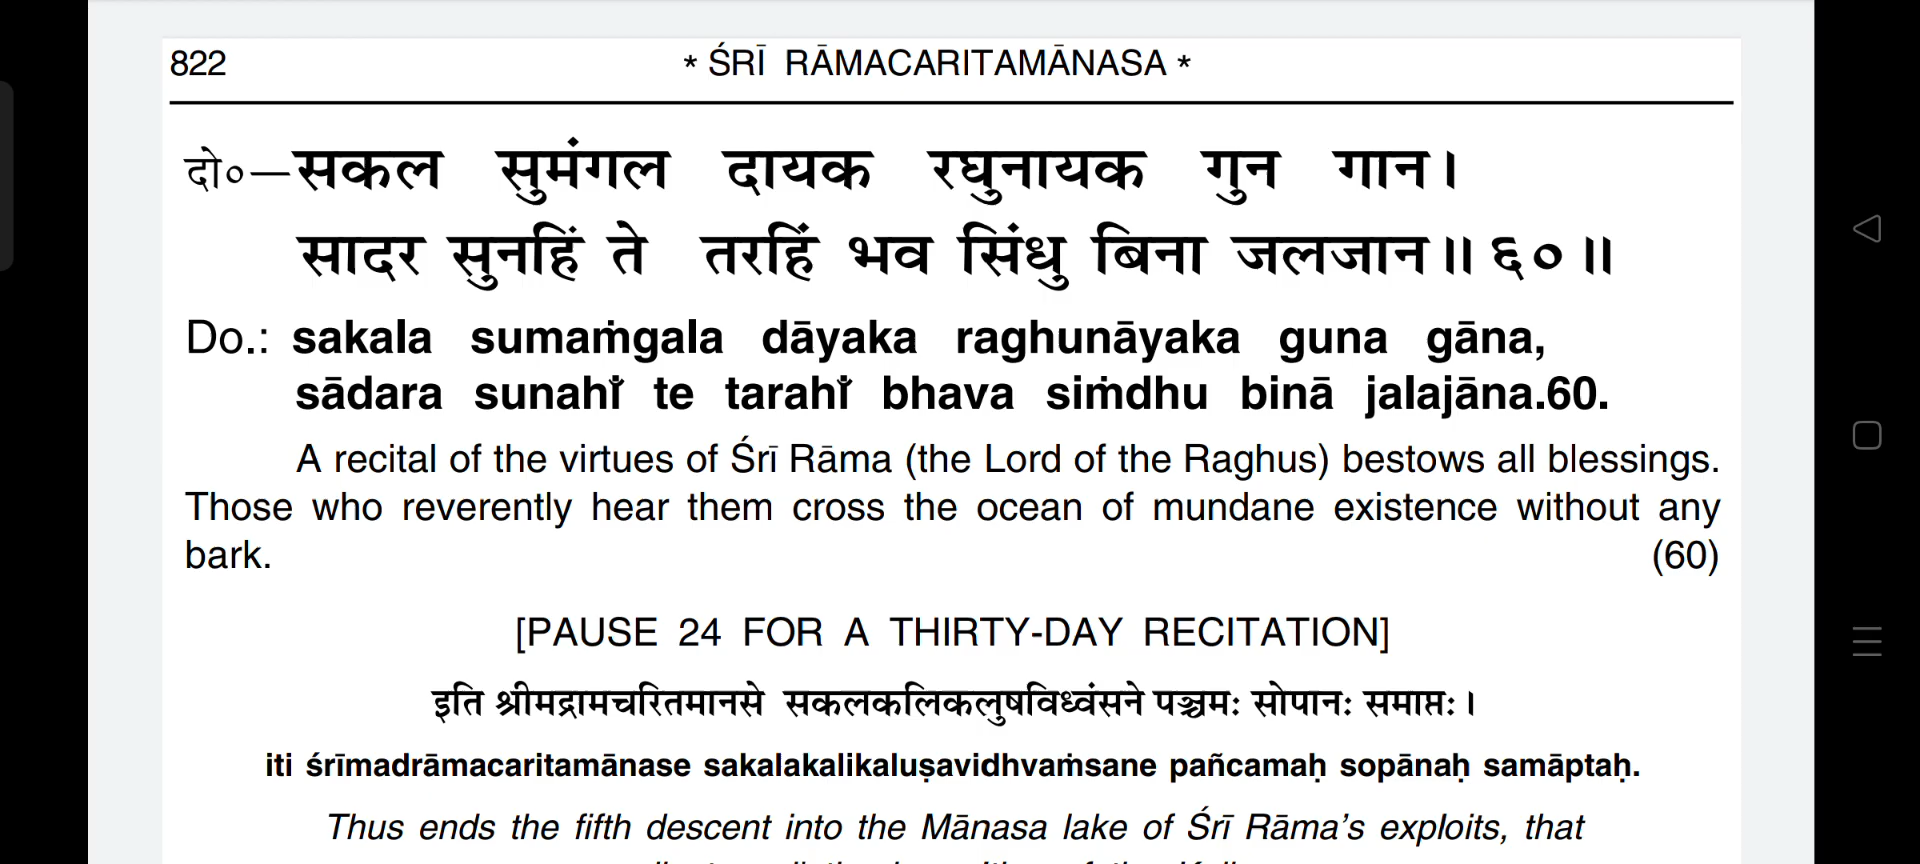 822
* ŚRĪ RĀMACARITAMĀNASA *
दो०—सकल सुमंगल दायक रघुनायक गुन गान।
सादर सुनहिं ते तरहिं भव सिंधु बिना जलजान॥ ६० ॥
Do.: sakala sumaṁgala dāyaka raghunāyaka guna gāna,
sādara sunahiँ te tarahiँ bhava siṁdhu binā jalajāna.60.
A recital of the virtues of Śrī Rāma (the Lord of the Raghus) bestows all blessings.
Those who reverently hear them cross the ocean of mundane existence without any
bark. (60)
[PAUSE 24 FOR A THIRTY-DAY RECITATION]
इति श्रीमद्रामचरितमानसे सकलकलिकलुषविध्वंसने पञ्चमः सोपानः समाप्तः।
iti śrīmadrāmacaritamānase sakalakalikaluṣavidhvaṁsane pañcamaḥ sopānaḥ samāptaḥ.
Thus ends the fifth descent into the Mānasa lake of Śrī Rāma's exploits, that